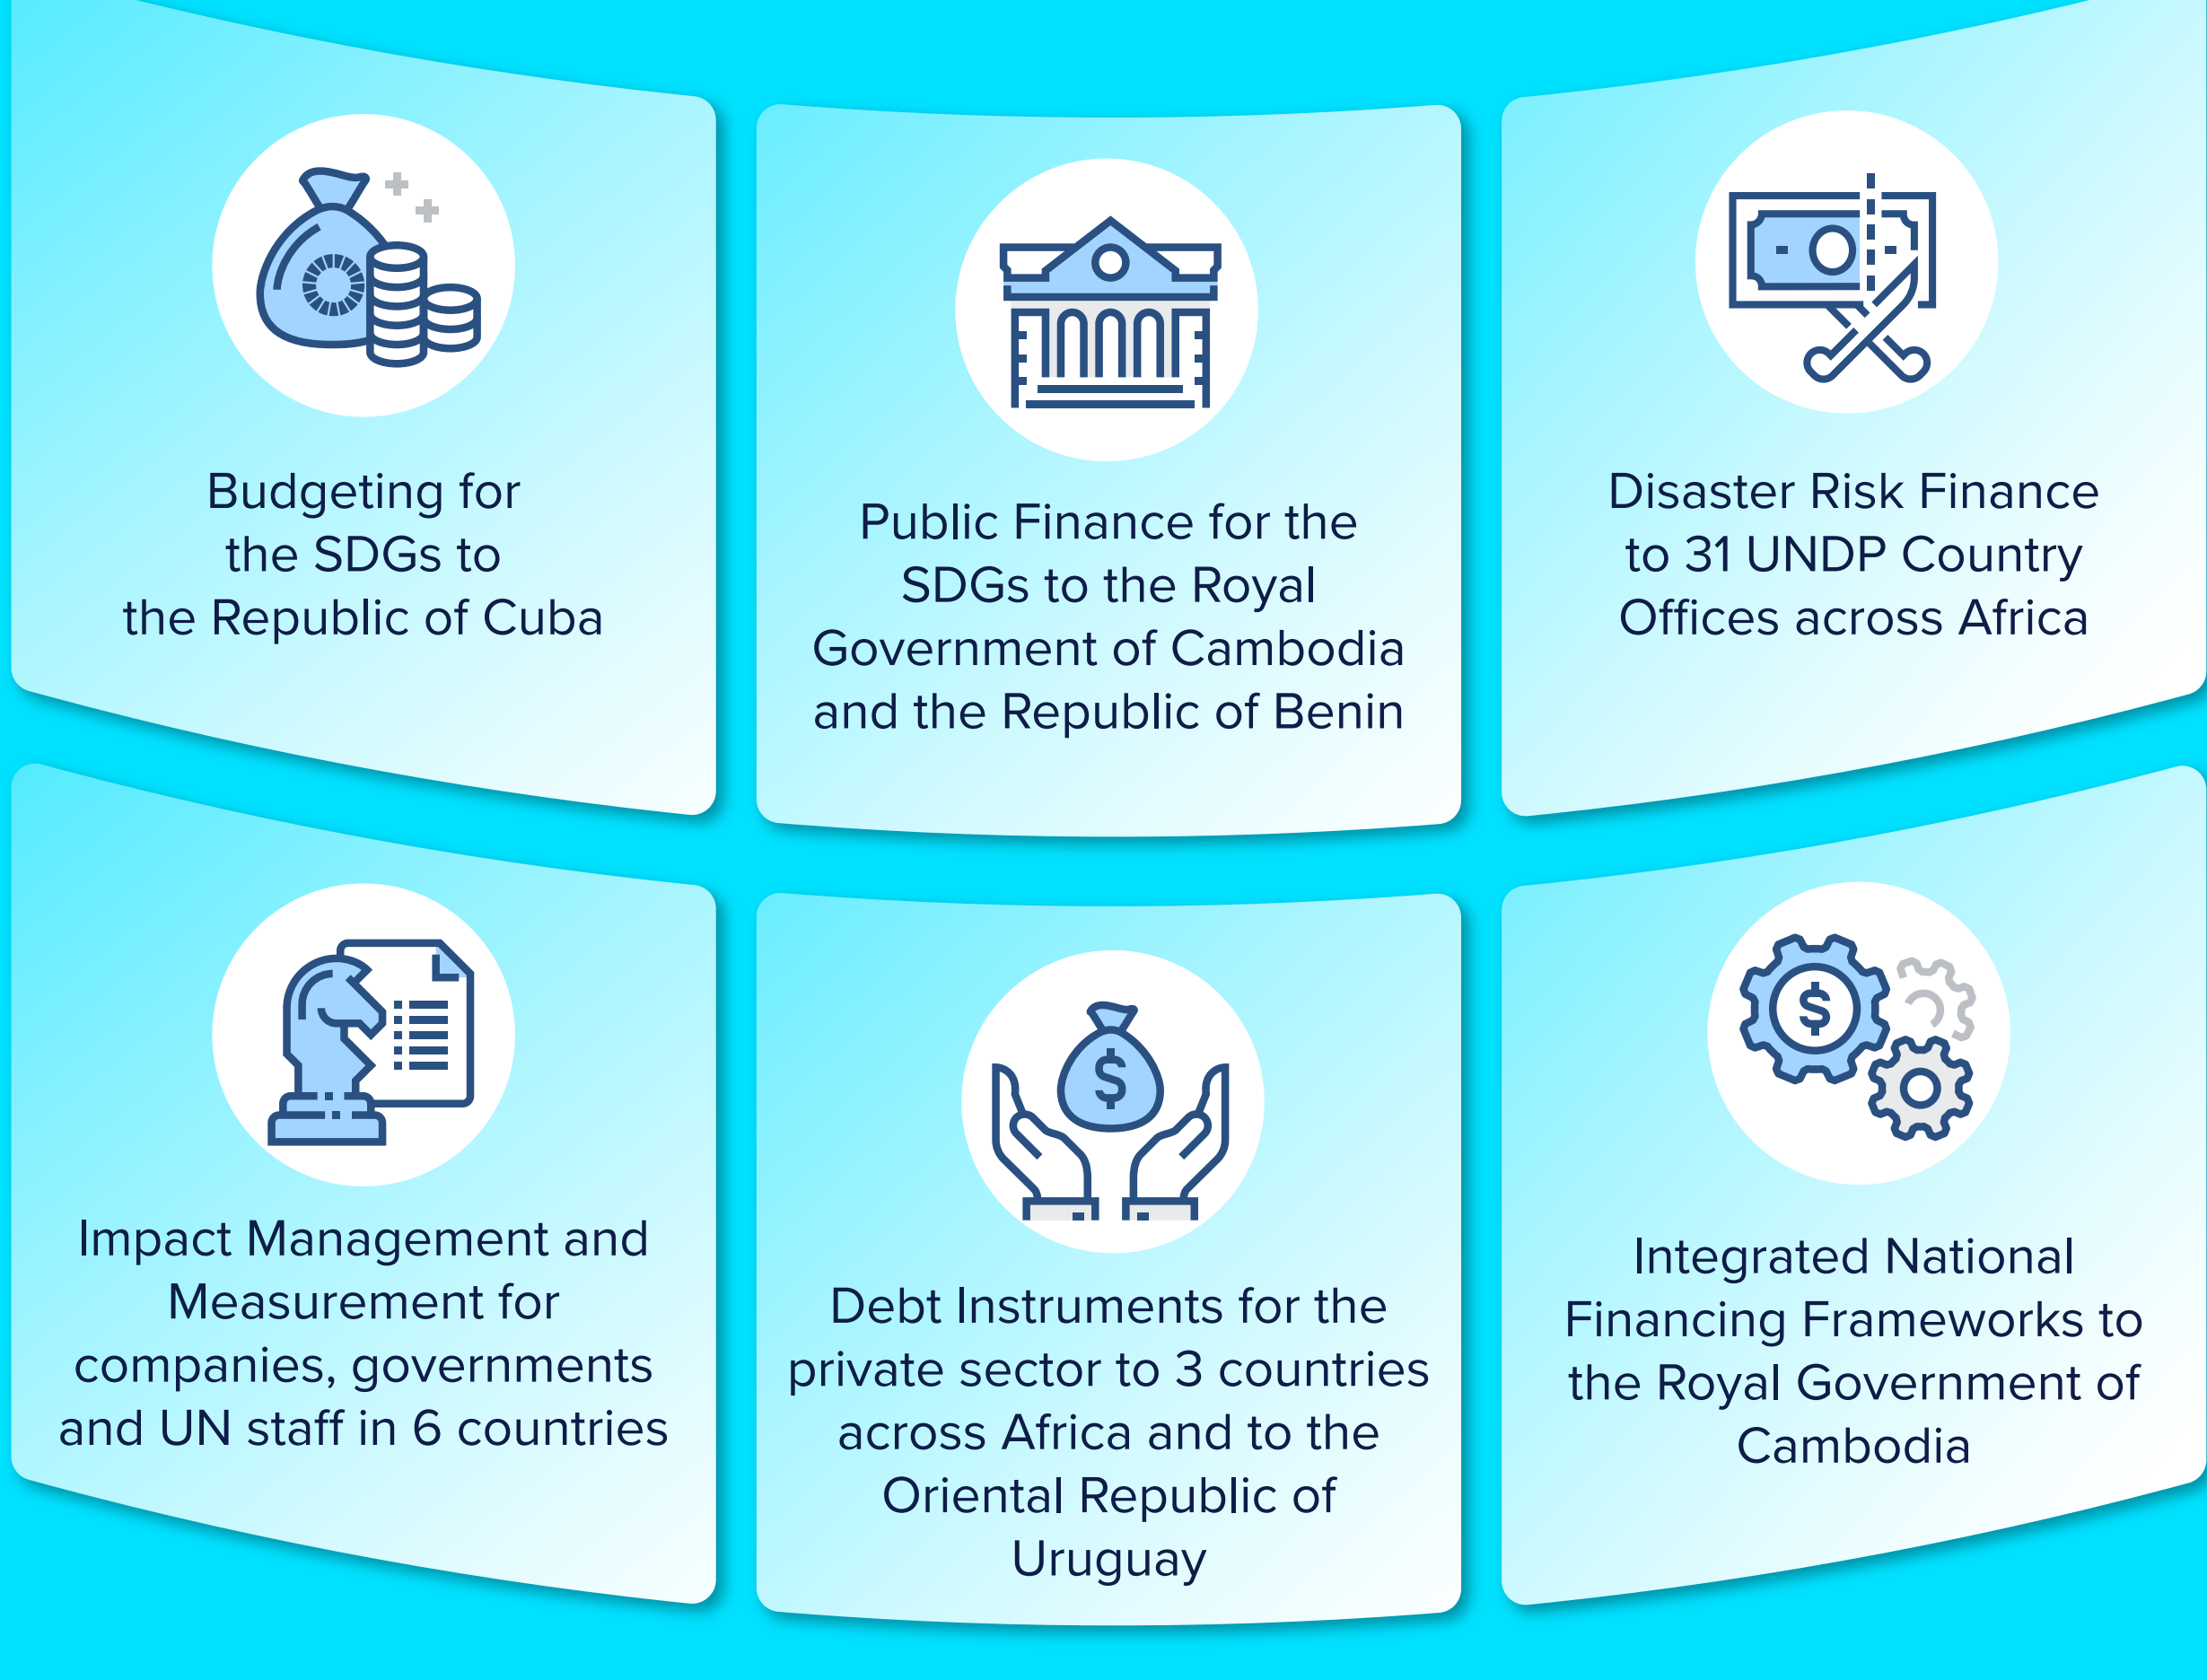 Budgeting for
the SDGs to
the Republic of Cuba
Public Finance for the
SDGs to the Royal
Government of Cambodia
and the Republic of Benin
Disaster Risk Finance
to 31 UNDP Country
Offices across Africa
Impact Management and
Measurement for
companies, governments
and UN staff in 6 countries
Debt Instruments for the
private sector to 3 countries
across Africa and to the
Oriental Republic of
Uruguay
Integrated National
Financing Frameworks to
the Royal Government of
Cambodia